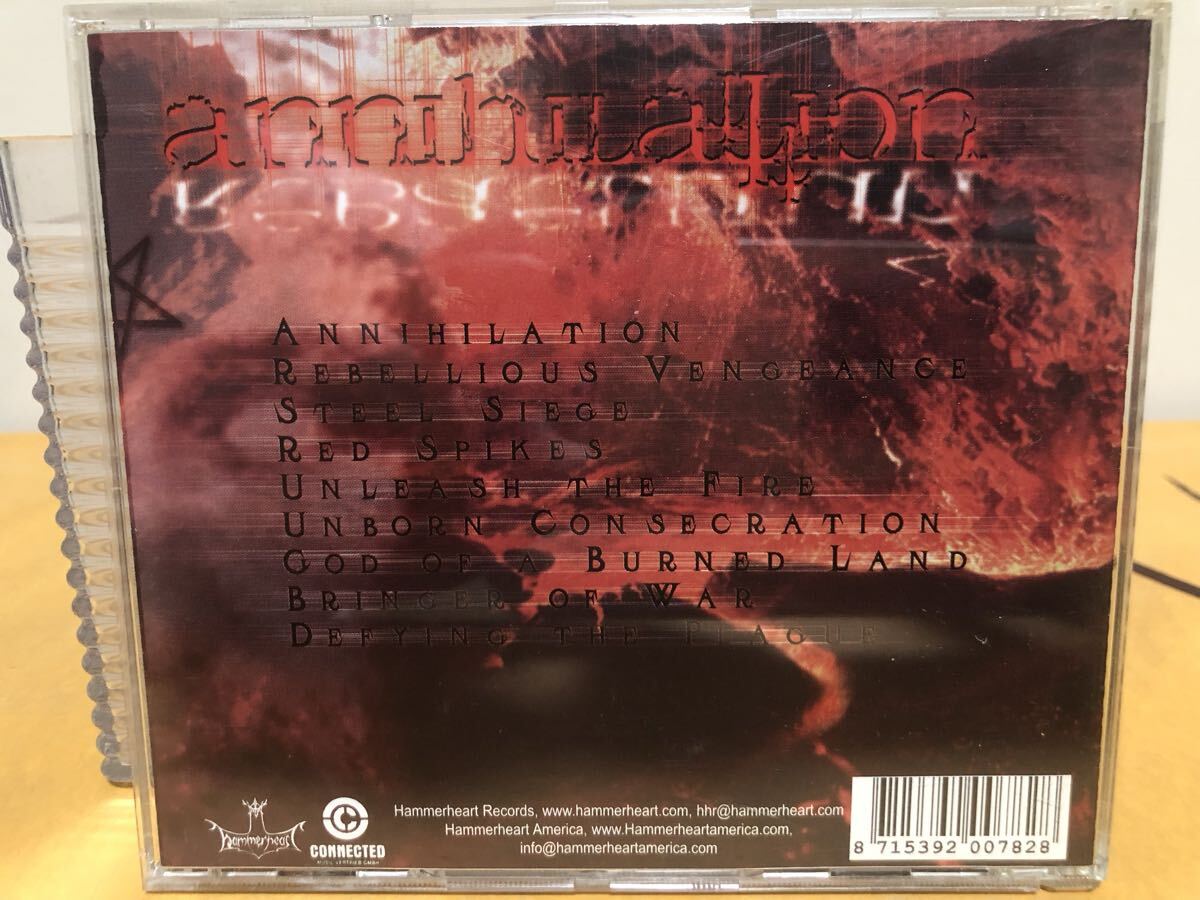 annihilation
ANNIHILATION
REBELLIOUS VENGEANCE
STEEL SIEGE
RED SPIKES
UNLEASH THE FIRE
UNBORN CONSECRATION
GOD OF A BURNED LAND
BRINGER OF WAR
DEFYING THE PLAGUE
hammerheart
CONNECTED
Hammerheart Records, www.hammerheart.com, hhr@hammerheart.com
Hammerheart America, www.Hammerheartamerica.com,
info@hammerheartamerica.com
8 715392 007828